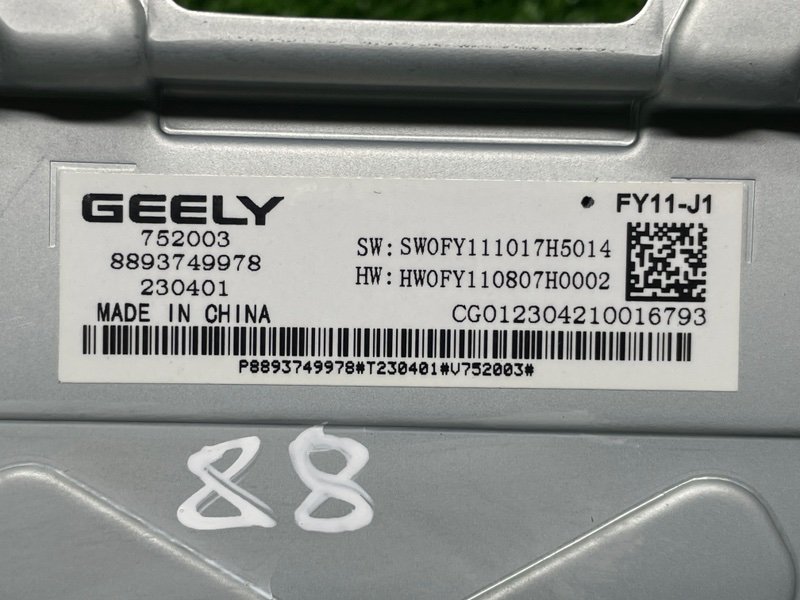 GEELY
FY11-J1
752003
8893749978
230401
SW: SW0FY111017H5014
HW: HW0FY110807H0002
MADE IN CHINA
CG012304210016793
P8893749978#T230401#V752003#
88